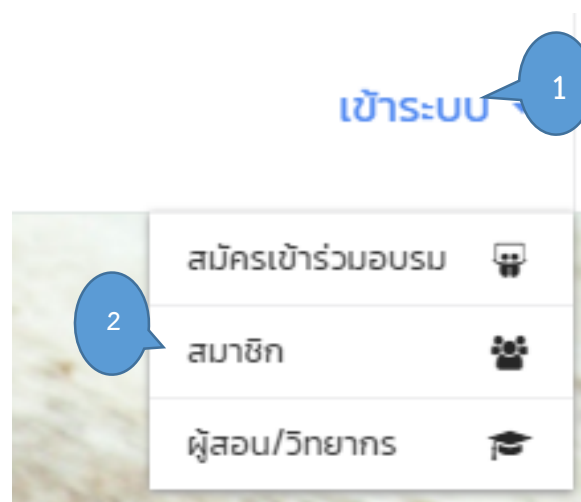 เข้าระบบ
1
สมัครเข้าร่วมอบรม
2
สมาชิก
ผู้สอน/วิทยากร